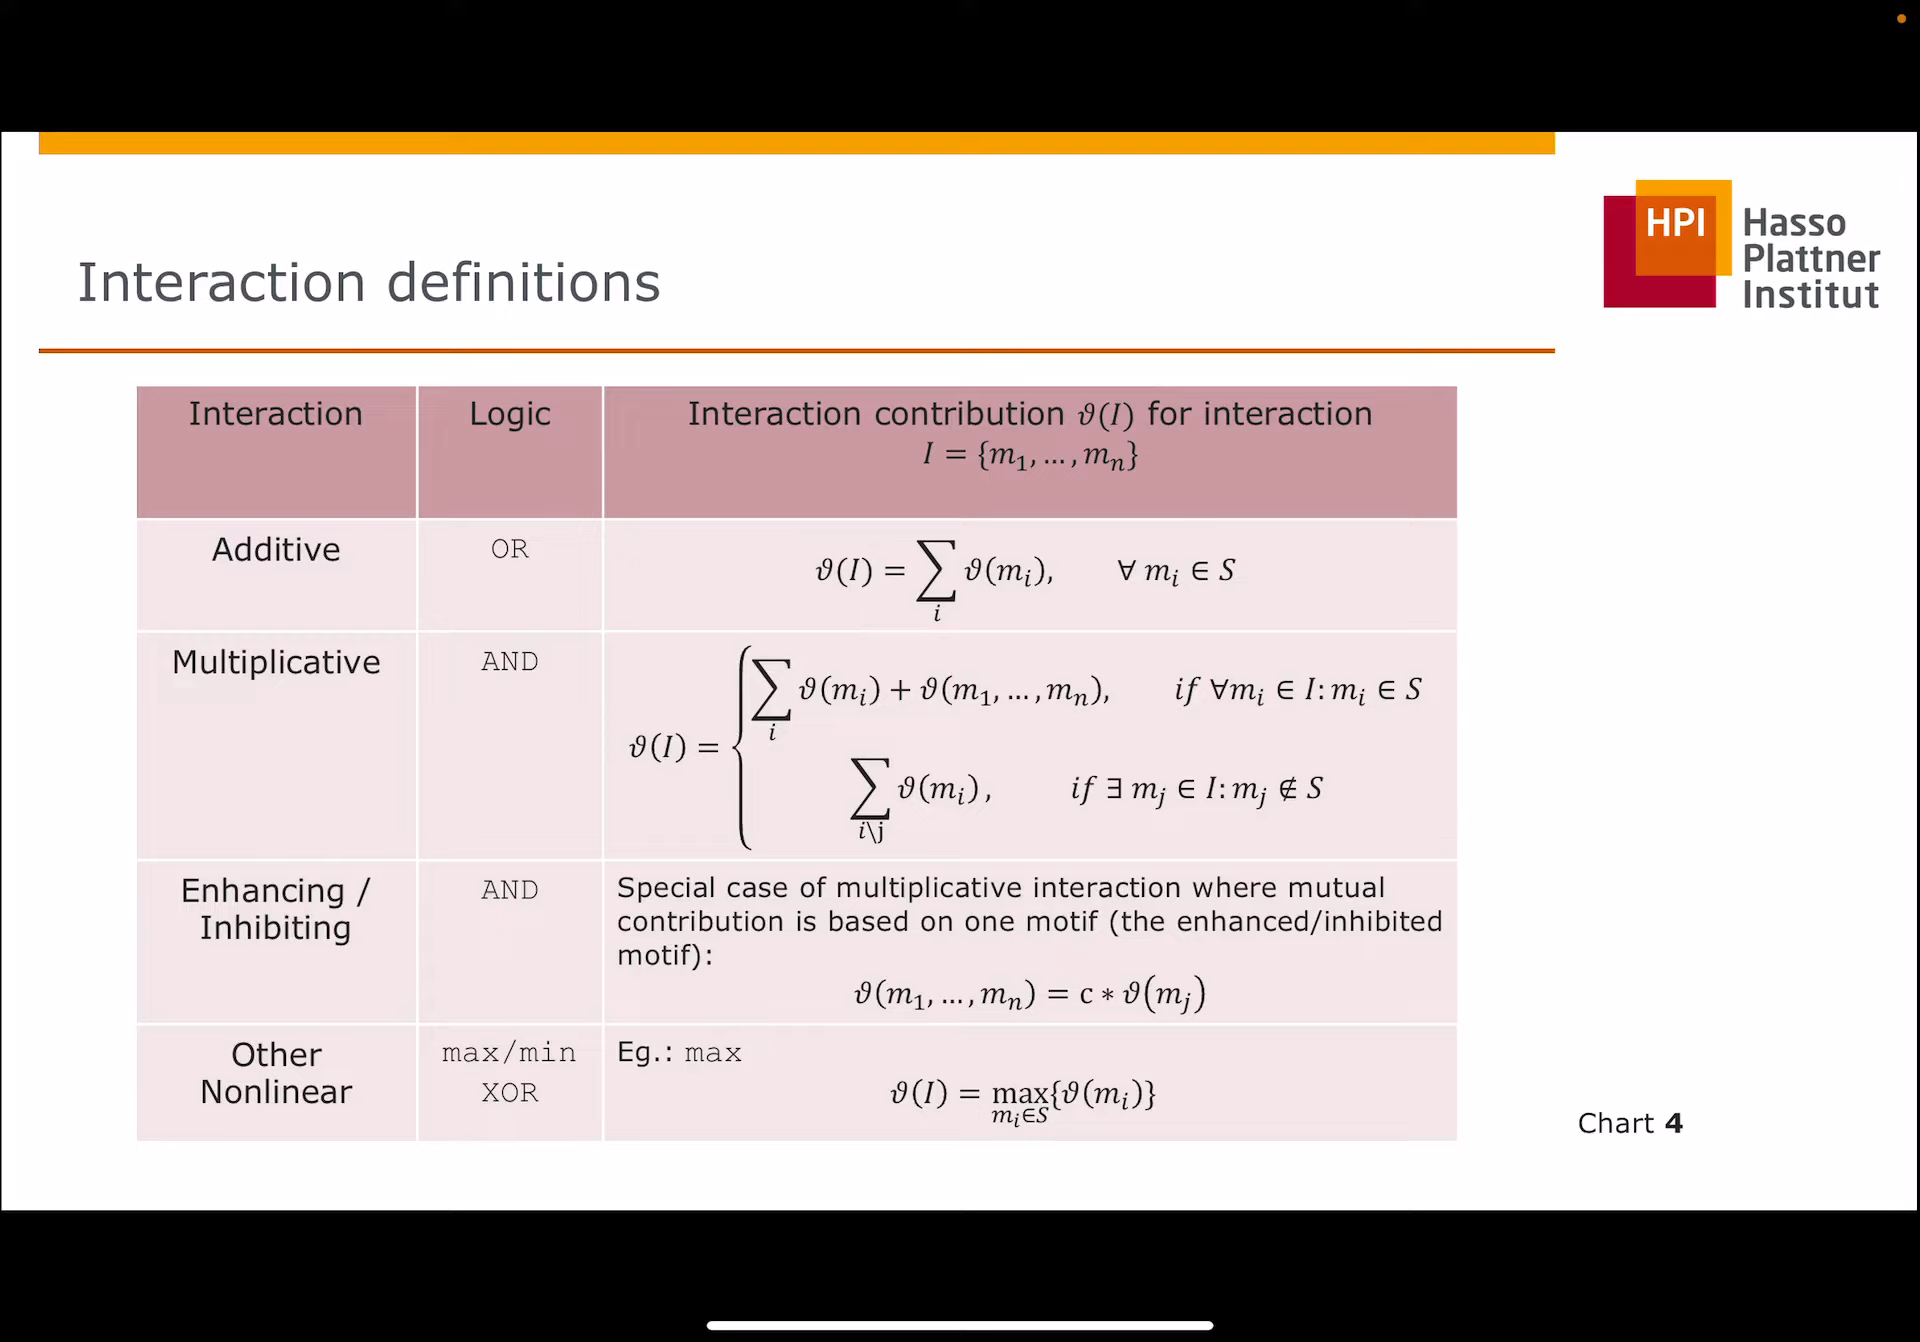 HPI
Hasso
Plattner
Institut
Interaction definitions
Interaction
Logic
Interaction contribution 𝜗(I) for interaction
I = {m₁, … , mₙ}
Additive
OR
𝜗(I) = ∑ᵢ 𝜗(mᵢ), ∀ mᵢ ∈ S
Multiplicative
AND
𝜗(I) = {
∑ᵢ 𝜗(mᵢ) + 𝜗(m₁, … , mₙ), if ∀mᵢ ∈ I: mᵢ ∈ S
∑i\j 𝜗(mᵢ), if ∃ mⱼ ∈ I: mⱼ ∉ S
Enhancing /
Inhibiting
AND
Special case of multiplicative interaction where mutual
contribution is based on one motif (the enhanced/inhibited
motif):
𝜗(m₁, … , mₙ) = c ∗ 𝜗(mⱼ)
Other
Nonlinear
max/min
XOR
Eg.: max
𝜗(I) = max{𝜗(mᵢ)}
mᵢ∈S
Chart 4